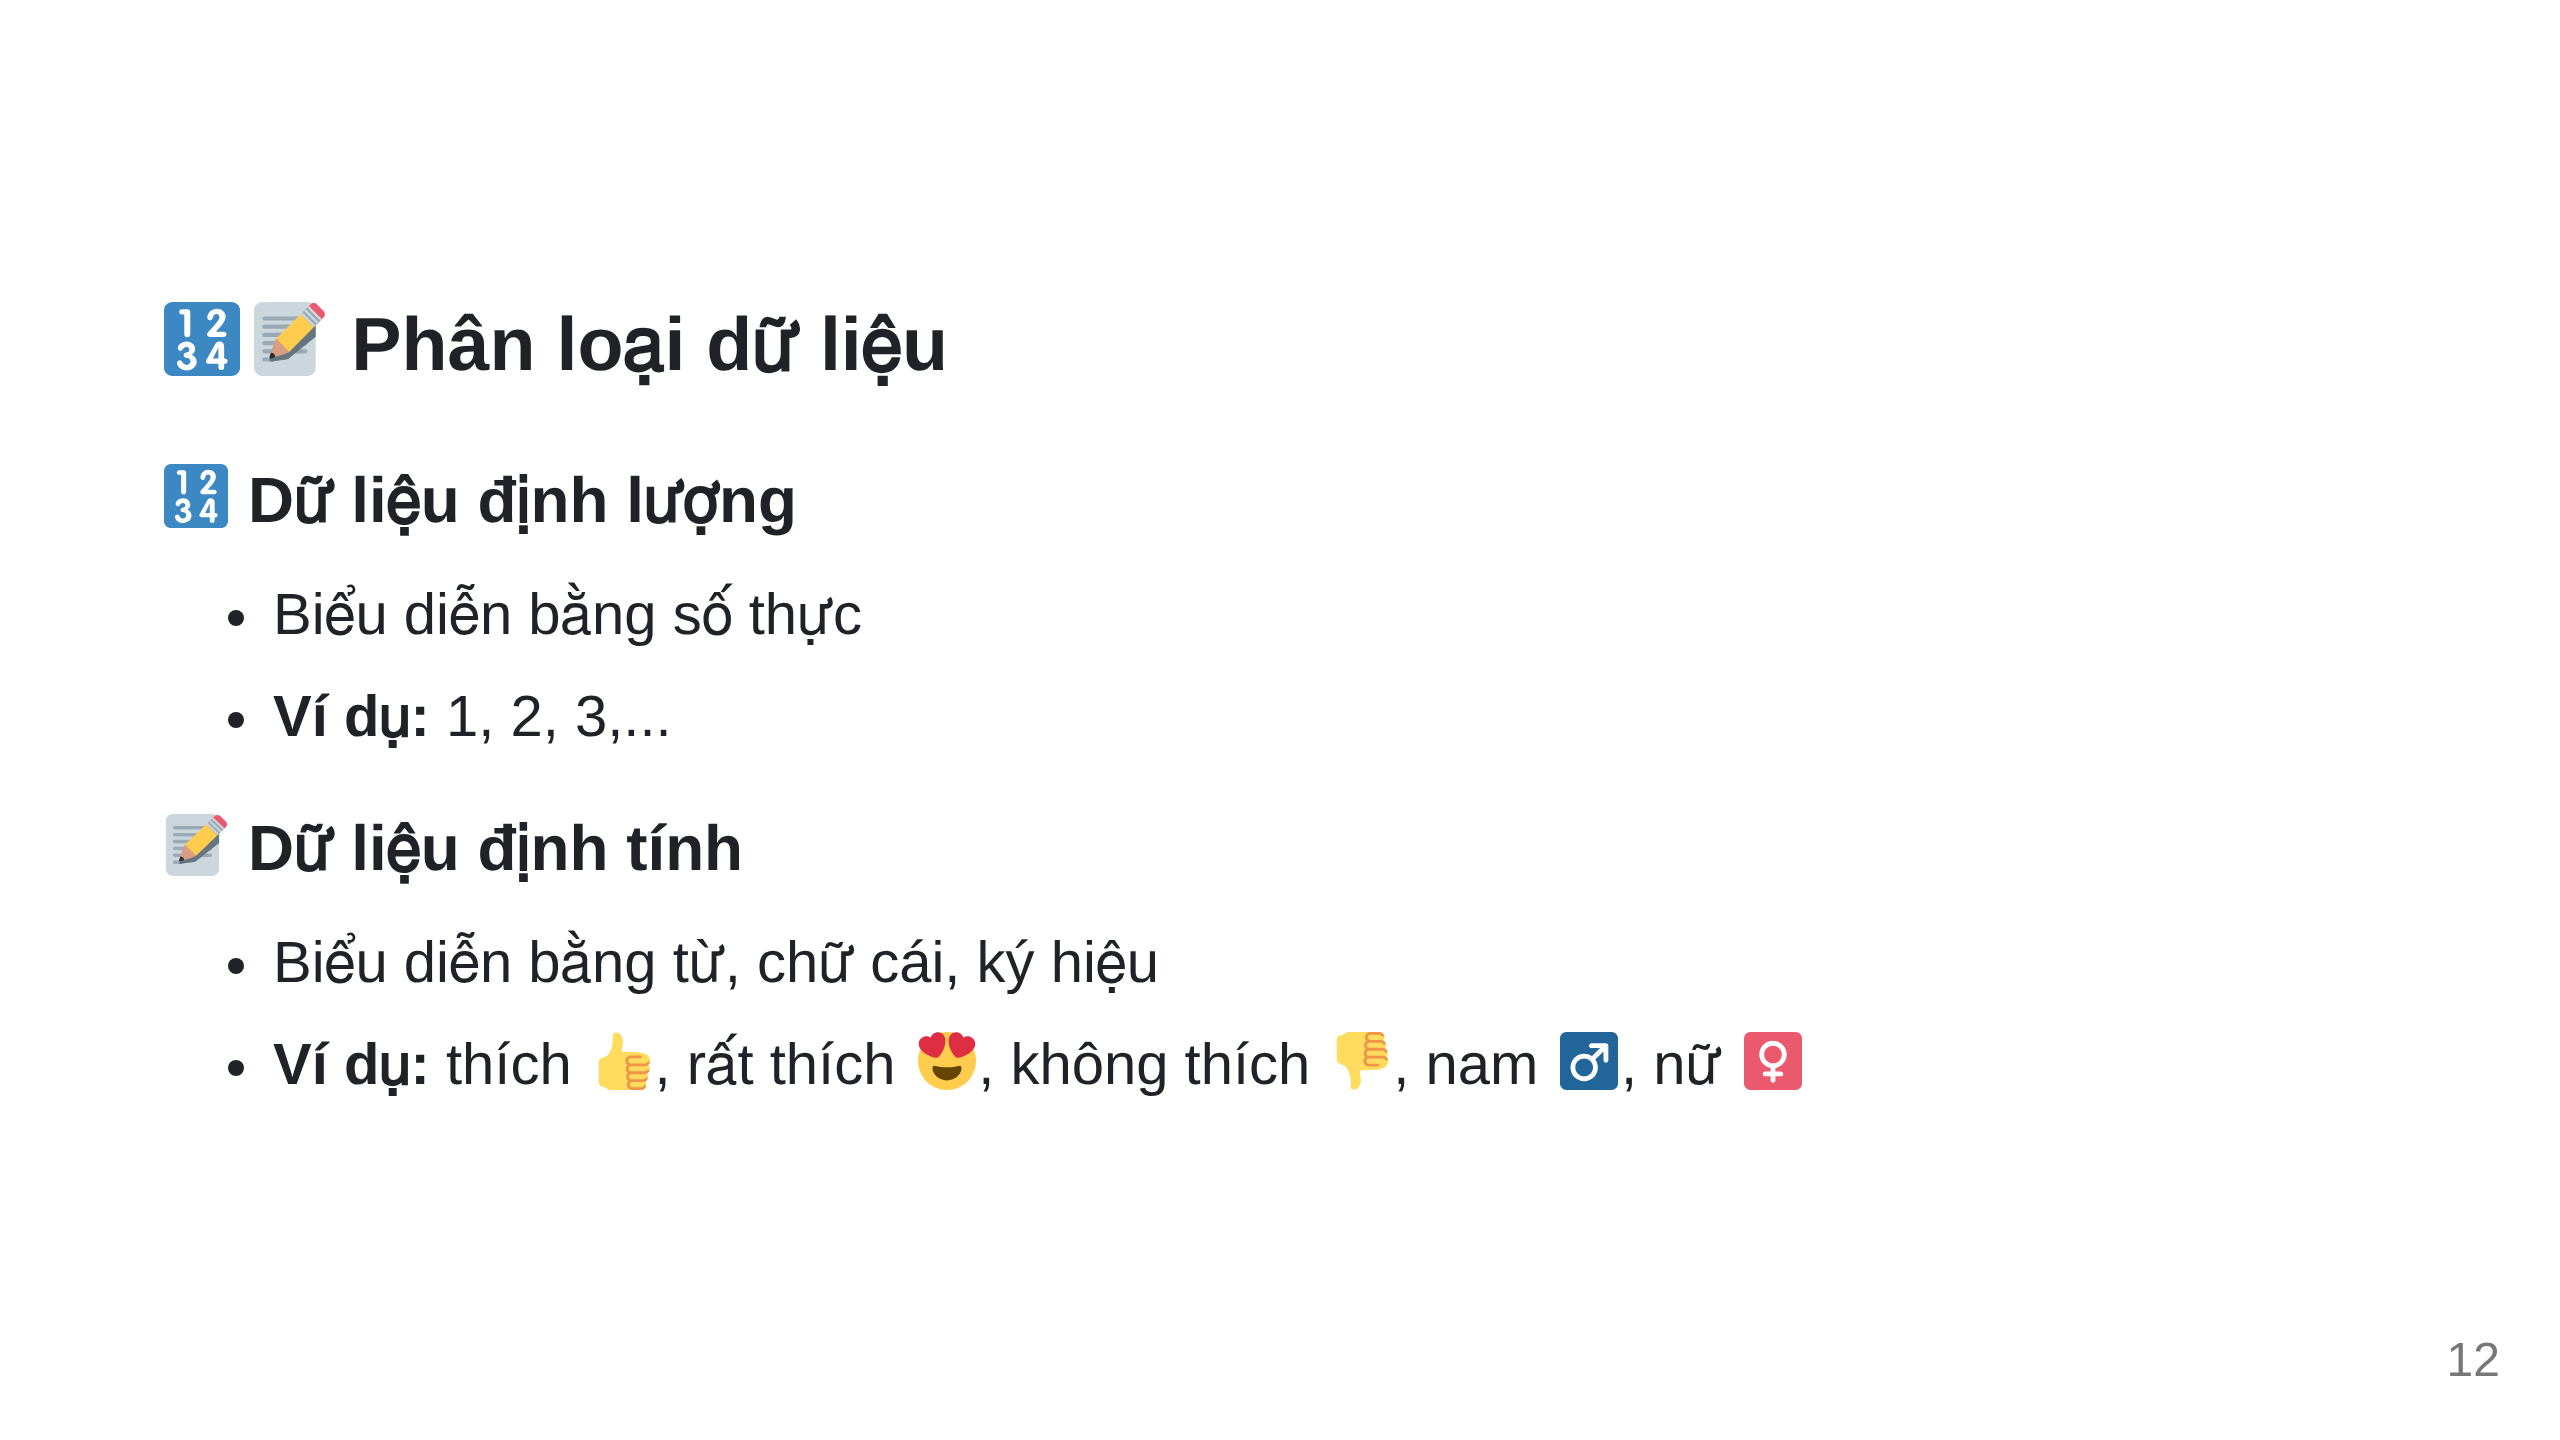 🔢📝 Phân loại dữ liệu
🔢 Dữ liệu định lượng
• Biểu diễn bằng số thực
• Ví dụ: 1, 2, 3,...
📝 Dữ liệu định tính
• Biểu diễn bằng từ, chữ cái, ký hiệu
• Ví dụ: thích 👍, rất thích 😍, không thích 👎, nam ♂️, nữ ♀️
12